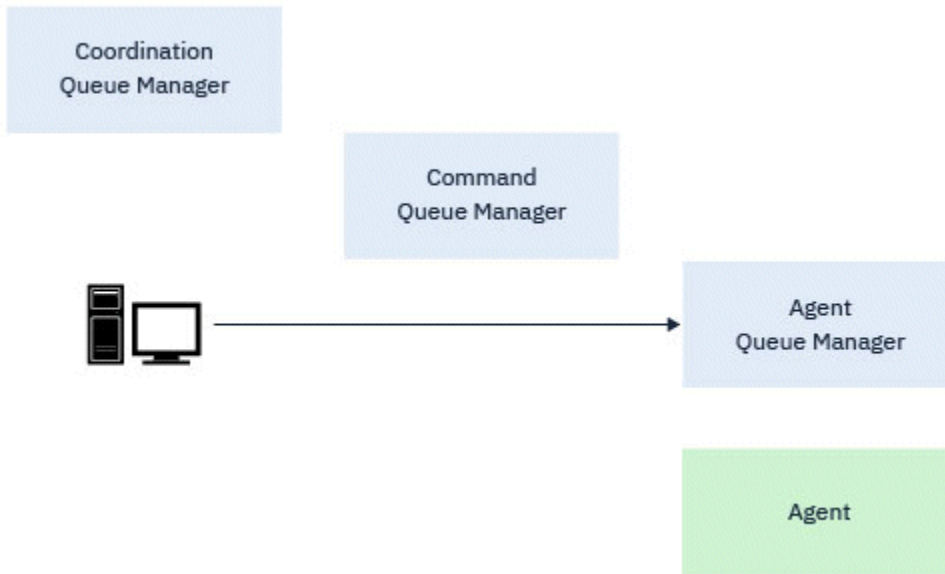 Coordination
Queue Manager
Command
Queue Manager
Agent
Queue Manager
Agent